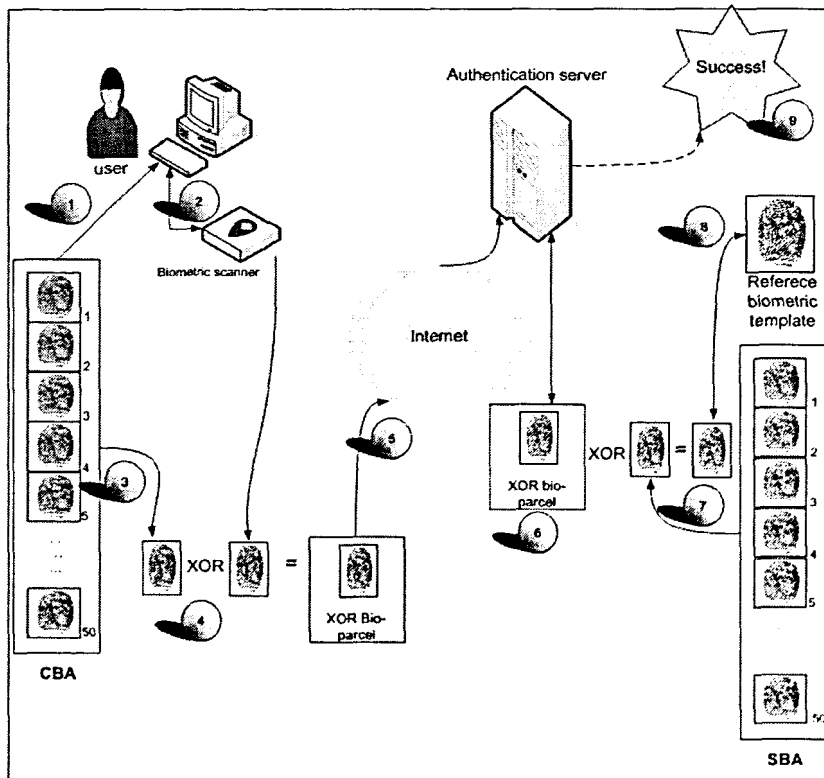 Success!
Authentication server
9
user
1
2
8
Biometric scanner
Referece
biometric
template
Internet
1
2
3
4
5
50
CBA
3
XOR
=
4
XOR Bio-
parcel
5
XOR bio-
parcel
6
XOR
=
7
1
2
3
4
5
50
SBA